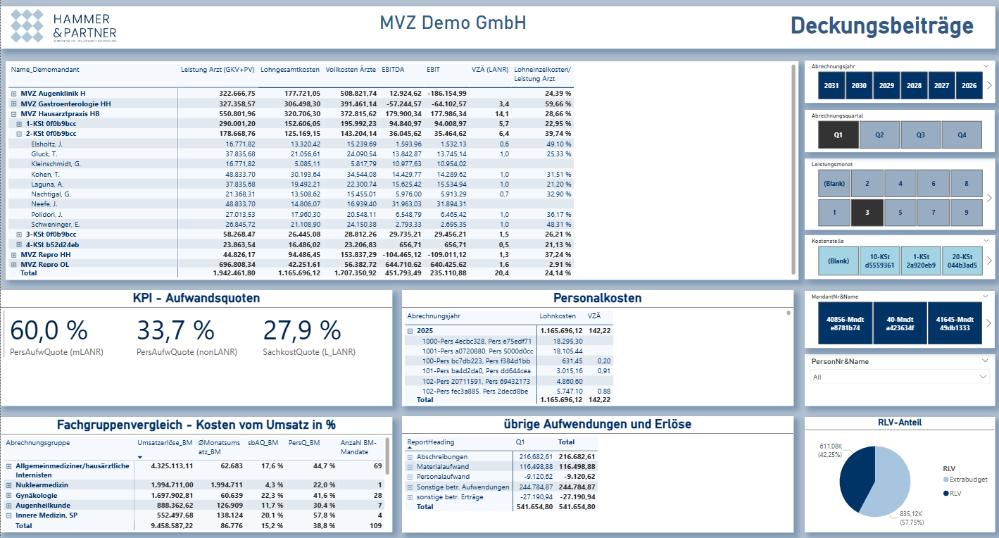 HAMMER
& PARTNER
MVZ Demo GmbH
Deckungsbeiträge
Name_Demomandant Leistung Arzt (GKV+PV) Lohngesamtkosten Vollkosten Ärzte EBITDA EBIT VZÄ (LANR) Lohneinzelkosten/
Leistung Arzt
MVZ Augenklinik H 322.666,75 177.721,05 508.821,74 12.924,62 -186.154,99 24,39 %
MVZ Gastroenterologie HH 327.358,57 306.498,30 391.461,14 -57.244,57 -64.102,57 3,4 59,66 %
MVZ Hausarztpraxis HB 550.801,96 320.706,30 372.815,62 179.900,34 177.986,34 14,1 28,66 %
1-KSt 0f0b9bcc 290.001,20 152.606,05 195.992,23 94.840,97 94.008,97 5,7 22,95 %
2-KSt 0f0b9bcc 178.668,76 125.169,15 143.204,14 36.045,62 35.464,62 6,4 39,74 %
Elsholtz, J. 16.771,82 13.320,42 15.239,69 1.593,96 1.532,13 0,6 49,10 %
Gluck, T. 37.835,68 21.056,61 24.090,54 13.842,87 13.745,14 1,0 25,33 %
Kleinschmidt, G. 16.771,82 5.085,11 5.817,79 10.977,63 10.954,02
Kohen, T. 48.833,70 30.193,64 34.544,08 14.429,77 14.289,62 1,0 31,51 %
Laguna, A. 37.835,68 19.492,21 22.300,74 15.625,42 15.534,94 1,0 21,20 %
Nachtigal, G. 21.368,31 13.508,62 15.455,01 5.976,00 5.913,29 0,7 32,90 %
Neefe, J. 48.833,70 14.806,07 16.939,40 31.963,03 31.894,31
Polidori, J. 27.013,53 17.960,30 20.548,11 6.548,79 6.465,42 1,0 36,17 %
Schweninger, E. 26.845,72 21.108,90 24.150,38 2.793,33 2.695,35 1,0 48,31 %
3-KSt 0f0b9bcc 58.268,47 26.445,08 28.812,26 29.735,21 29.456,21 1,5 26,21 %
4-KSt b52d24eb 23.863,54 16.486,02 23.206,83 656,71 656,71 0,5 21,13 %
MVZ Repro HH 44.826,17 94.486,45 153.837,29 -104.465,12 -109.011,12 1,3 37,24 %
MVZ Repro OL 696.808,34 42.251,61 56.382,72 644.710,62 640.425,62 1,6 2,91 %
Total 1.942.461,80 1.165.696,12 1.707.350,92 451.793,49 235.110,88 20,4 24,14 %
Abrechnungsjahr
2031 2030 2029 2028 2027 2026
Abrechnungsquartal
Q1 Q2 Q3 Q4
Leistungsmonat
(Blank) 2 4 6 8
1 3 5 7 9
Kostenstelle
(Blank) 10-KSt d5559361 1-KSt 2a920eb9 20-KSt 044b3ad5
MandantNr&Name
40856-Mndt e8781b74 40-Mndt a423634f 41645-Mndt 49db1333
PersonNr&Name
All
KPI - Aufwandsquoten
60,0 % 33,7 % 27,9 %
PersAufwQuote (mLANR) PersAufwQuote (nonLANR) SachkostQuote (L_LANR)
Personalkosten
Abrechnungsjahr Lohnkosten VZÄ
2025 1.165.696,12 142,22
1000-Pers 4ecbc328, Pers e75edf71 18.295,30
1001-Pers a0720880, Pers 5000d0cc 18.105,44
100-Pers bc7db223, Pers f384d1bb 631,45 0,20
101-Pers ba4d2da0, Pers dd644cea 3.015,16 0,91
102-Pers 20711591, Pers 69432173 4.860,60
102-Pers fec3a885, Pers 2decd8be 5.747,10 0,88
Total 1.165.696,12 142,22
Fachgruppenvergleich - Kosten vom Umsatz in %
Abrechnungsgruppe Umsatzerlöse_BM ØMonatsums
atz_BM sbAQ_BM PersQ_BM Anzahl BM-
Mandate
Allgemeinmediziner/hausärztliche
Internisten 4.325.113,11 62.683 17,6 % 44,7 % 69
Nuklearmedizin 1.994.711,00 1.994.711 4,3 % 22,0 % 1
Gynäkologie 1.697.902,81 60.639 22,3 % 41,6 % 28
Augenheilkunde 888.362,62 126.909 11,7 % 30,4 % 7
Innere Medizin, SP 552.497,68 138.124 20,1 % 57,8 % 4
Total 9.458.587,22 86.776 15,2 % 38,8 % 109
übrige Aufwendungen und Erlöse
ReportHeading Q1 Total
Abschreibungen 216.682,61 216.682,61
Materialaufwand 116.498,88 116.498,88
Personalaufwand -9.120,62 -9.120,62
Sonstige betr. Aufwendungen 244.784,87 244.784,87
sonstige betr. Erträge -27.190,94 -27.190,94
Total 541.654,80 541.654,80
RLV-Anteil
611,08K
(42,25%)
RLV
Extrabudget
RLV
835,12K
(57,75%)